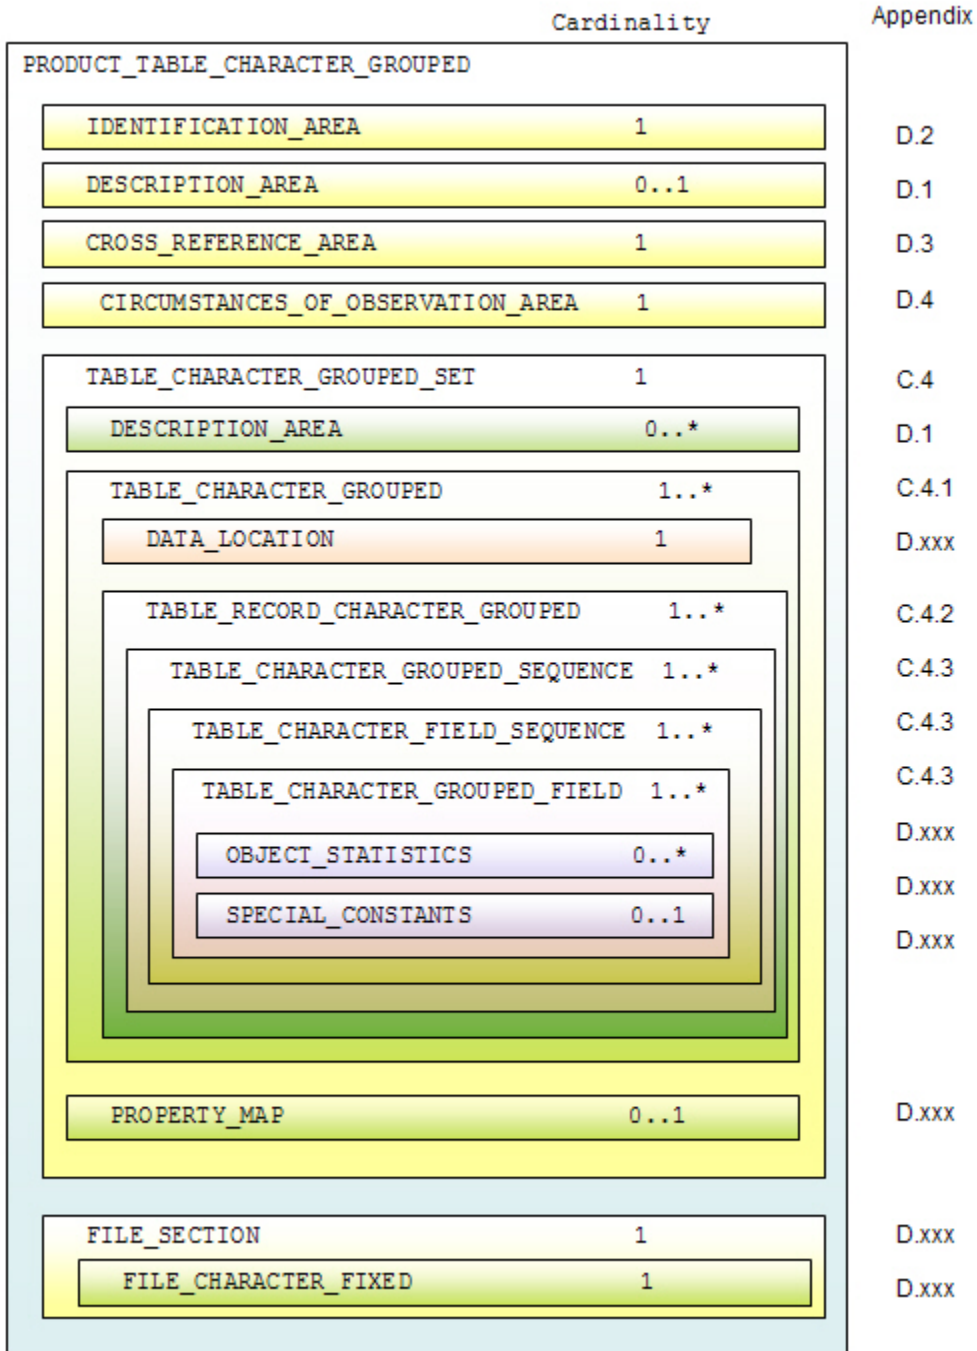 Cardinality Appendix
PRODUCT_TABLE_CHARACTER_GROUPED
IDENTIFICATION_AREA 1 D.2
DESCRIPTION_AREA 0..1 D.1
CROSS_REFERENCE_AREA 1 D.3
CIRCUMSTANCES_OF_OBSERVATION_AREA 1 D.4
TABLE_CHARACTER_GROUPED_SET 1 C.4
DESCRIPTION_AREA 0..* D.1
TABLE_CHARACTER_GROUPED 1..* C.4.1
DATA_LOCATION 1 D.xxx
TABLE_RECORD_CHARACTER_GROUPED 1..* C.4.2
TABLE_CHARACTER_GROUPED_SEQUENCE 1..* C.4.3
TABLE_CHARACTER_FIELD_SEQUENCE 1..* C.4.3
TABLE_CHARACTER_GROUPED_FIELD 1..* C.4.3
D.xxx
OBJECT_STATISTICS 0..*
D.xxx
SPECIAL_CONSTANTS 0..1
D.xxx
PROPERTY_MAP 0..1 D.xxx
FILE_SECTION 1 D.xxx
FILE_CHARACTER_FIXED 1 D.xxx